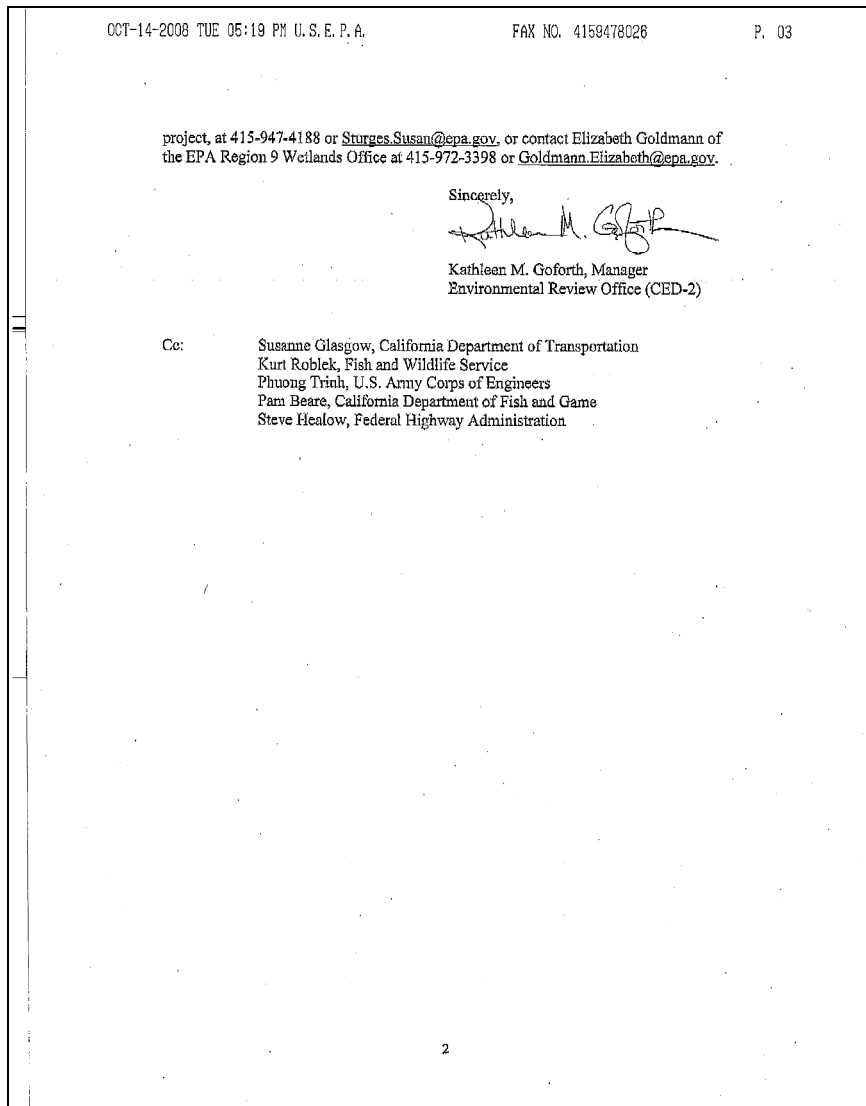 OCT-14-2008 TUE 05:19 PM U. S. E. P. A. FAX NO. 4159478026 P. 03
project, at 415-947-4188 or Sturges.Susan@epa.gov, or contact Elizabeth Goldmann of
the EPA Region 9 Wetlands Office at 415-972-3398 or Goldmann.Elizabeth@epa.gov.
Sincerely,
Kathleen M. Goforth
Kathleen M. Goforth, Manager
Environmental Review Office (CED-2)
Cc: Susanne Glasgow, California Department of Transportation
Kurt Roblek, Fish and Wildlife Service
Phuong Trinh, U.S. Army Corps of Engineers
Pam Beare, California Department of Fish and Game
Steve Healow, Federal Highway Administration
2